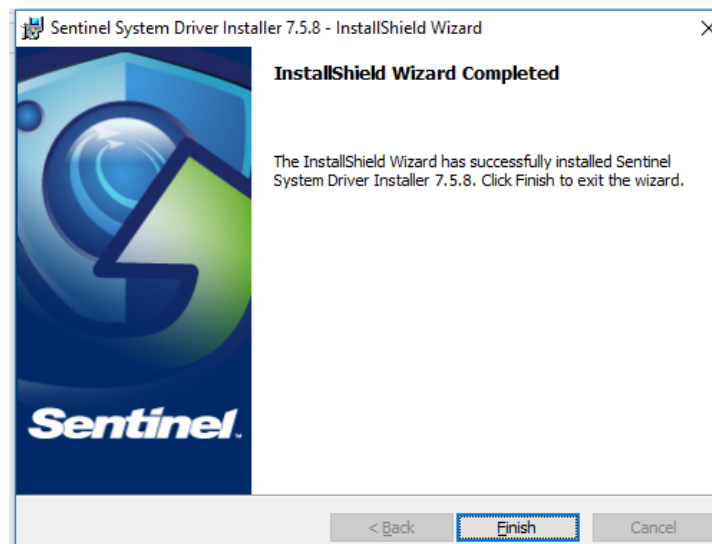 Sentinel System Driver Installer 7.5.8 - InstallShield Wizard
InstallShield Wizard Completed
The InstallShield Wizard has successfully installed Sentinel
System Driver Installer 7.5.8. Click Finish to exit the wizard.
Sentinel.
< Back
Finish
Cancel